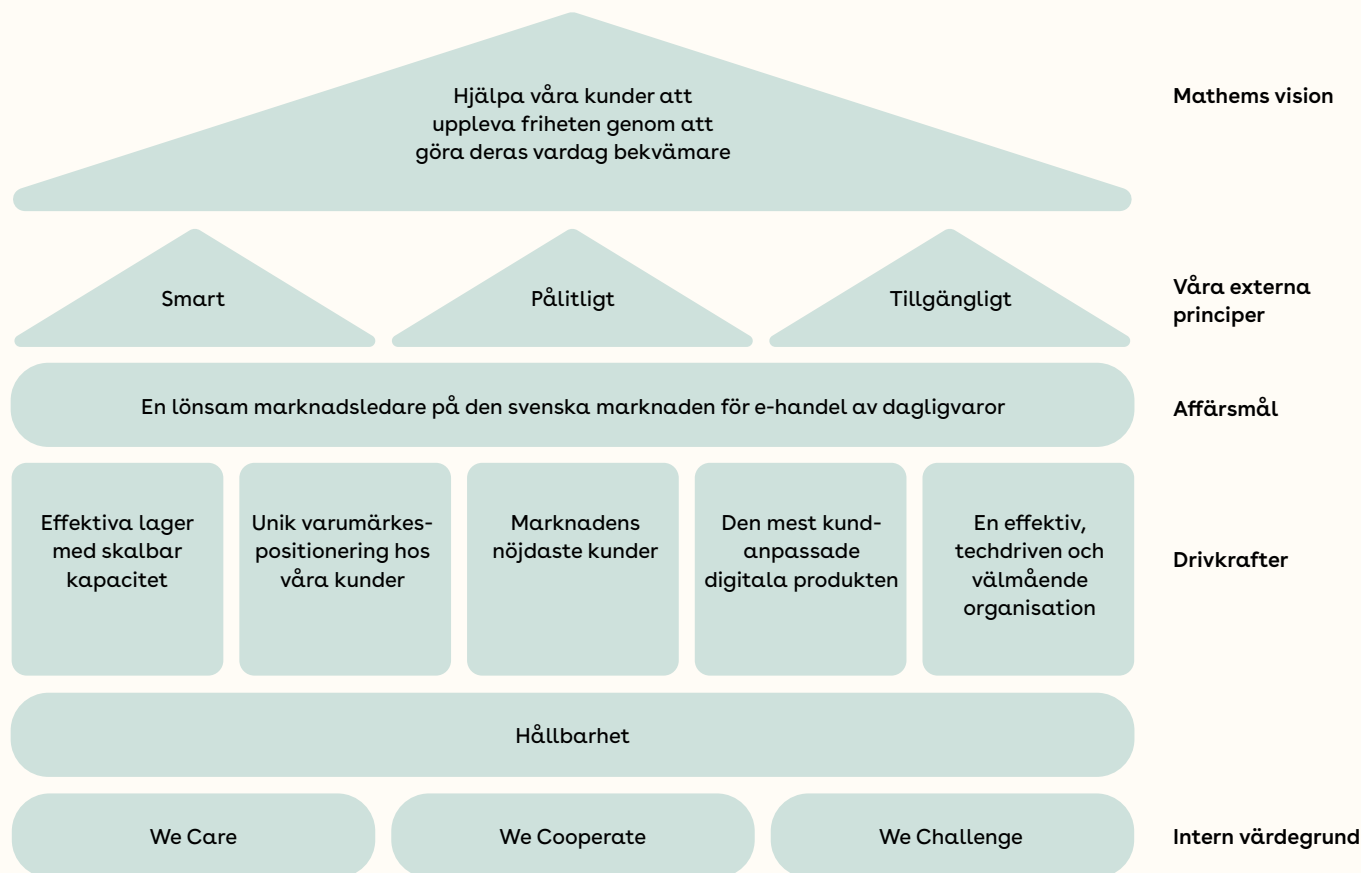 Hjälpa våra kunder att
uppleva friheten genom att
göra deras vardag bekvämare
Mathems vision
Smart
Pålitligt
Tillgängligt
Våra externa
principer
En lönsam marknadsledare på den svenska marknaden för e-handel av dagligvaror
Affärsmål
Effektiva lager
med skalbar
kapacitet
Unik varumärkes-
positionering hos
våra kunder
Marknadens
nöjdaste kunder
Den mest kund-
anpassade
digitala produkten
En effektiv,
techdriven och
välmående
organisation
Drivkrafter
Hållbarhet
We Care
We Cooperate
We Challenge
Intern värdegrund